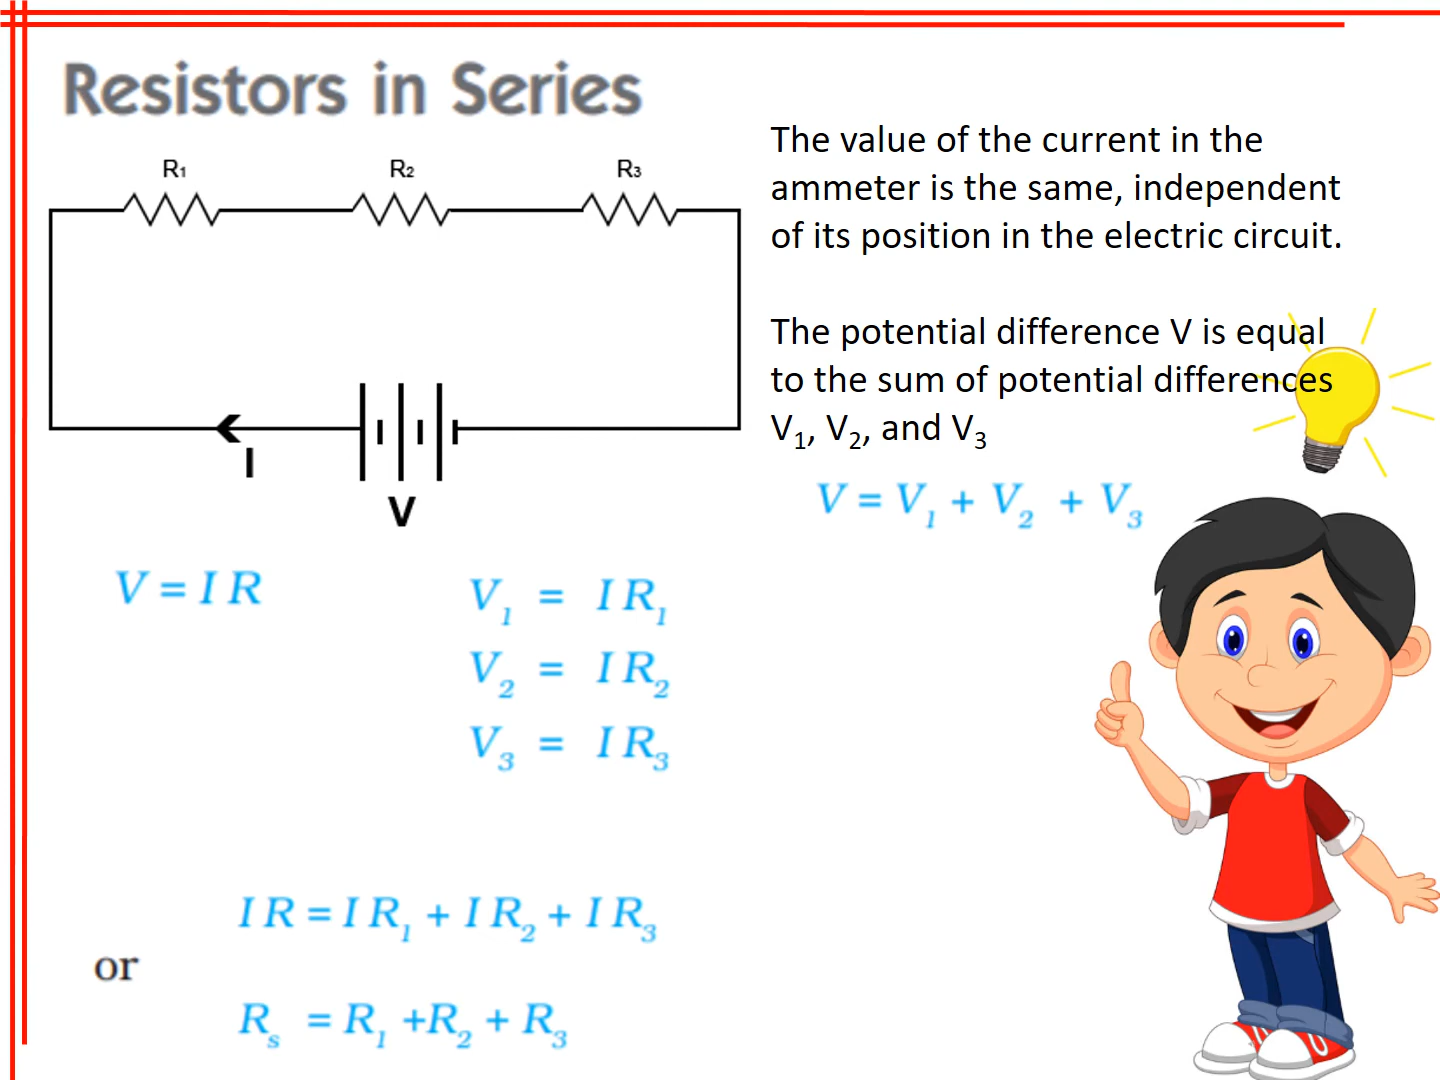 Resistors in Series
R₁ R₂ R₃
I
V
The value of the current in the
ammeter is the same, independent
of its position in the electric circuit.
The potential difference V is equal
to the sum of potential differences
V₁, V₂, and V₃
V = V₁ + V₂ + V₃
V = I R
V₁ = I R₁
V₂ = I R₂
V₃ = I R₃
I R = I R₁ + I R₂ + I R₃
or
Rₛ = R₁ +R₂ + R₃